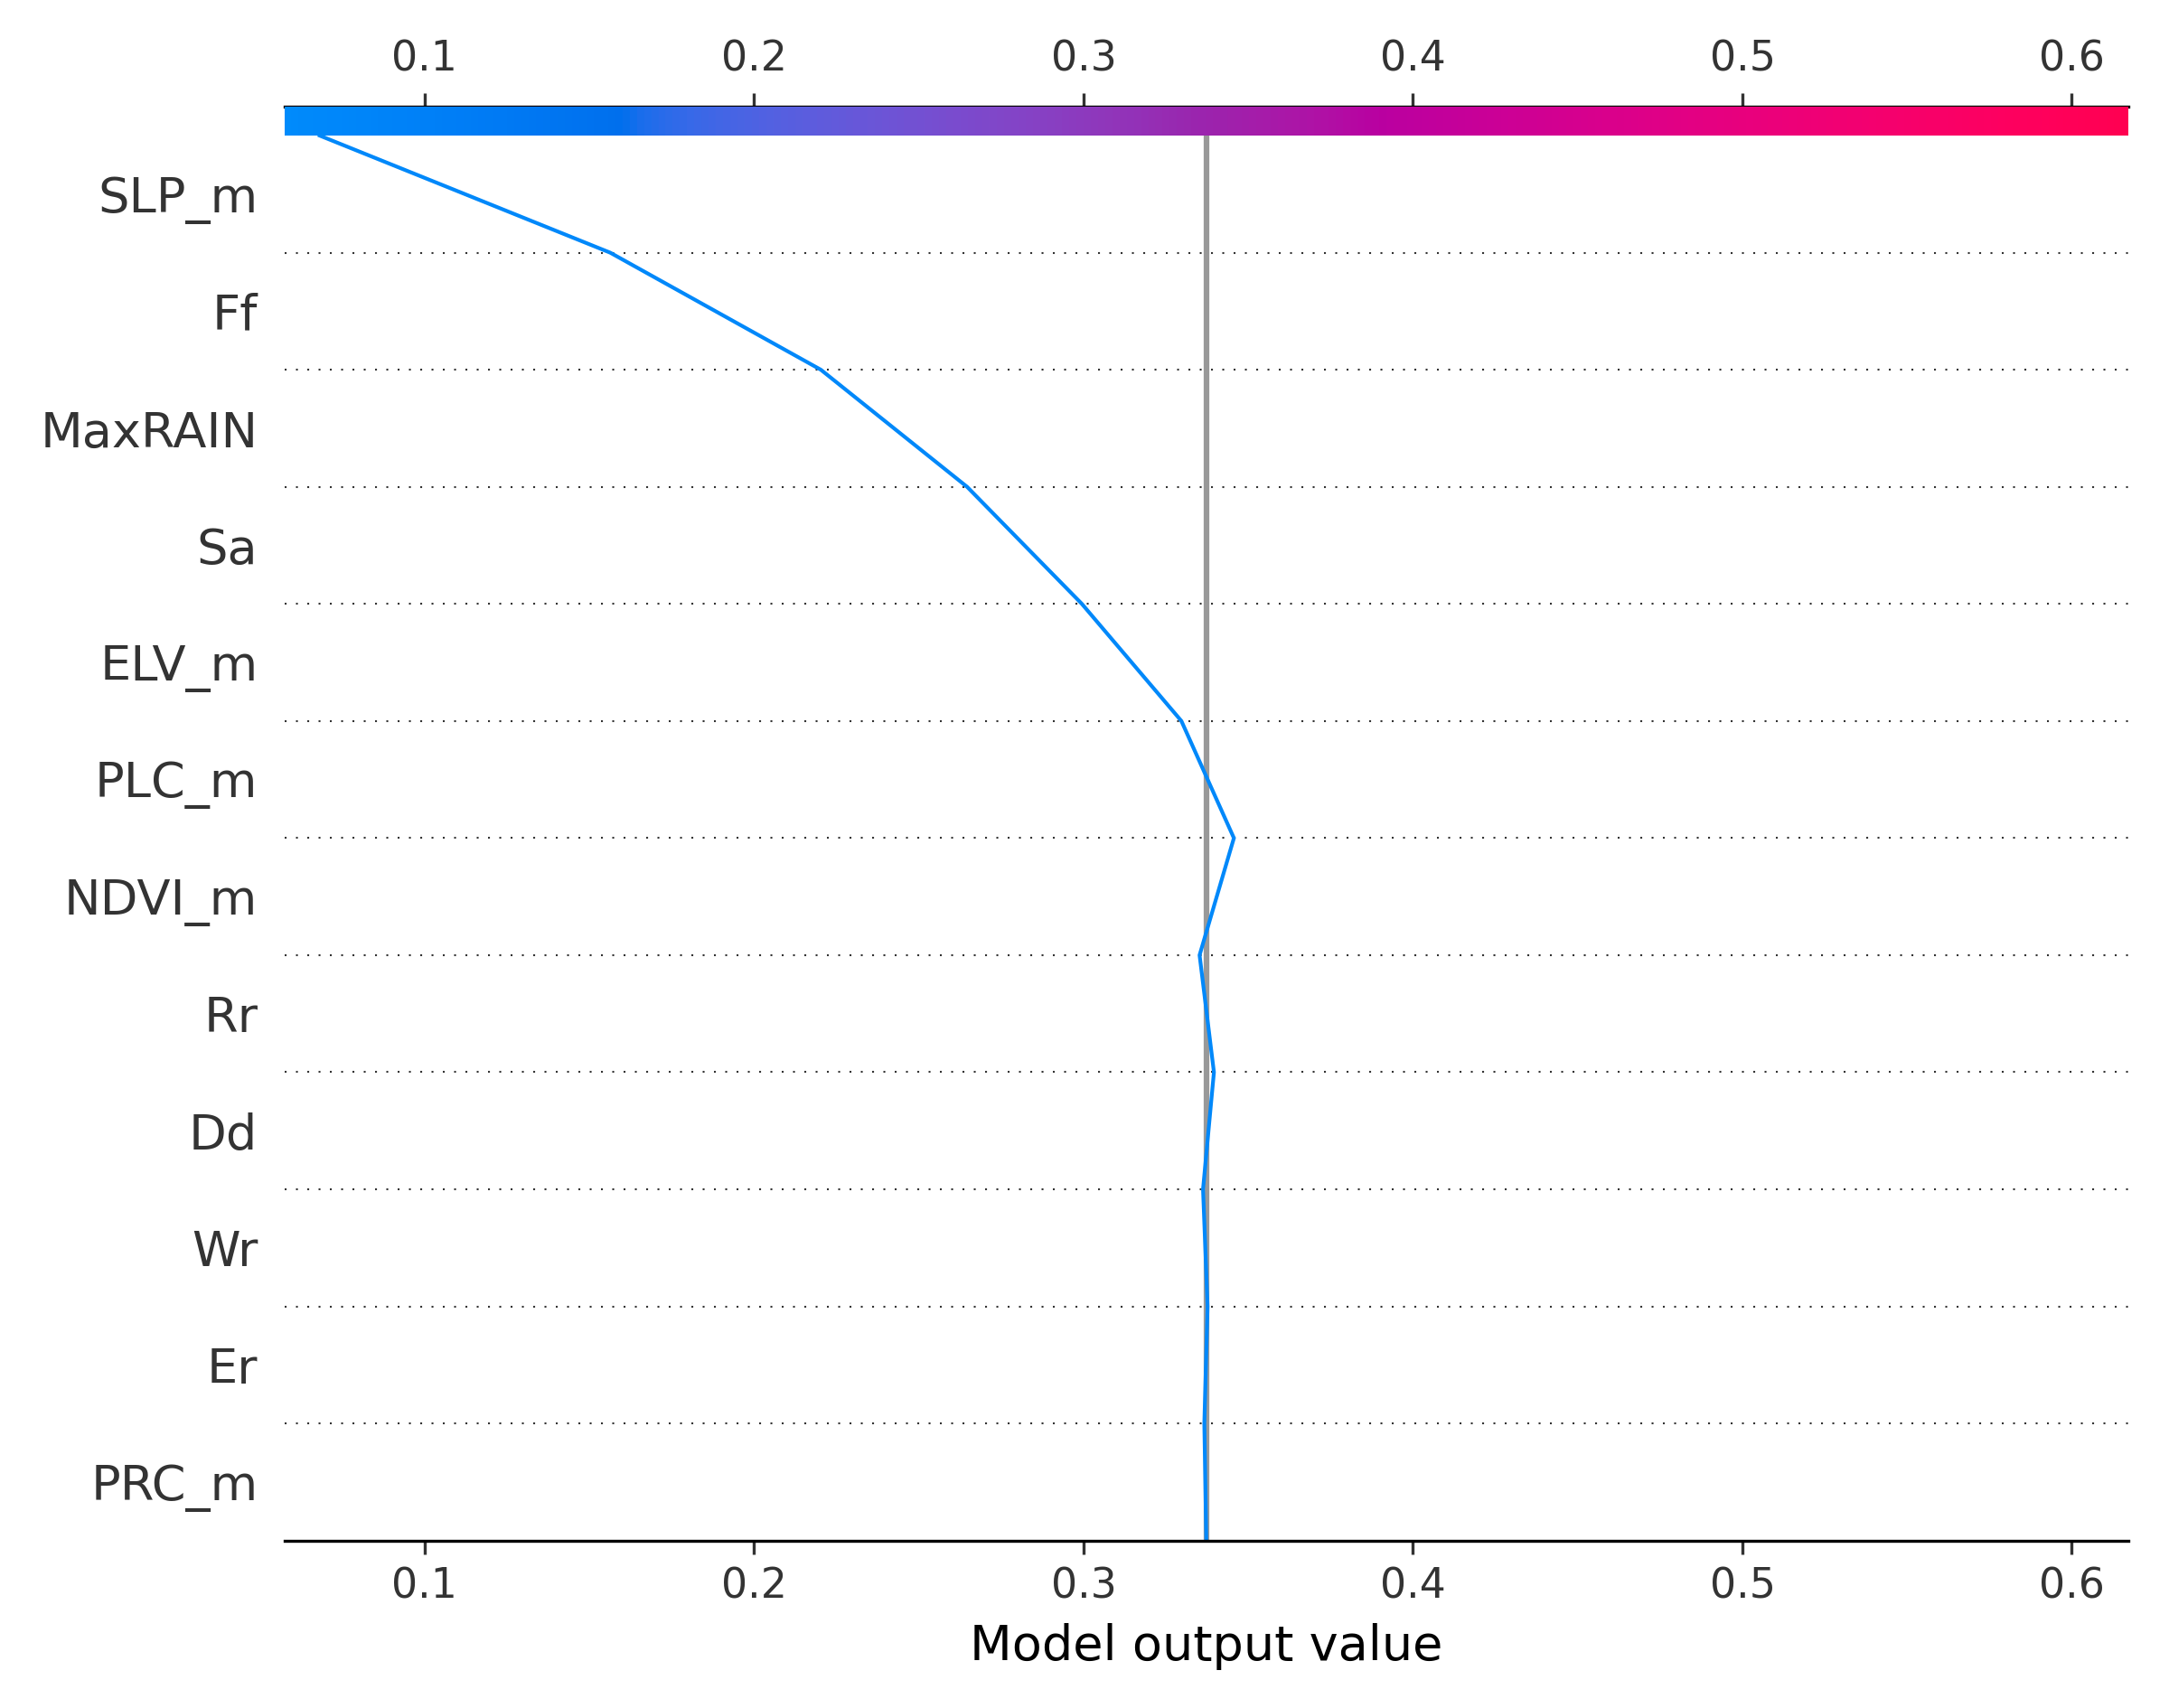 0.1 0.2 0.3 0.4 0.5 0.6
SLP_m
Ff
MaxRAIN
Sa
ELV_m
PLC_m
NDVI_m
Rr
Dd
Wr
Er
PRC_m
0.1 0.2 0.3 0.4 0.5 0.6
Model output value